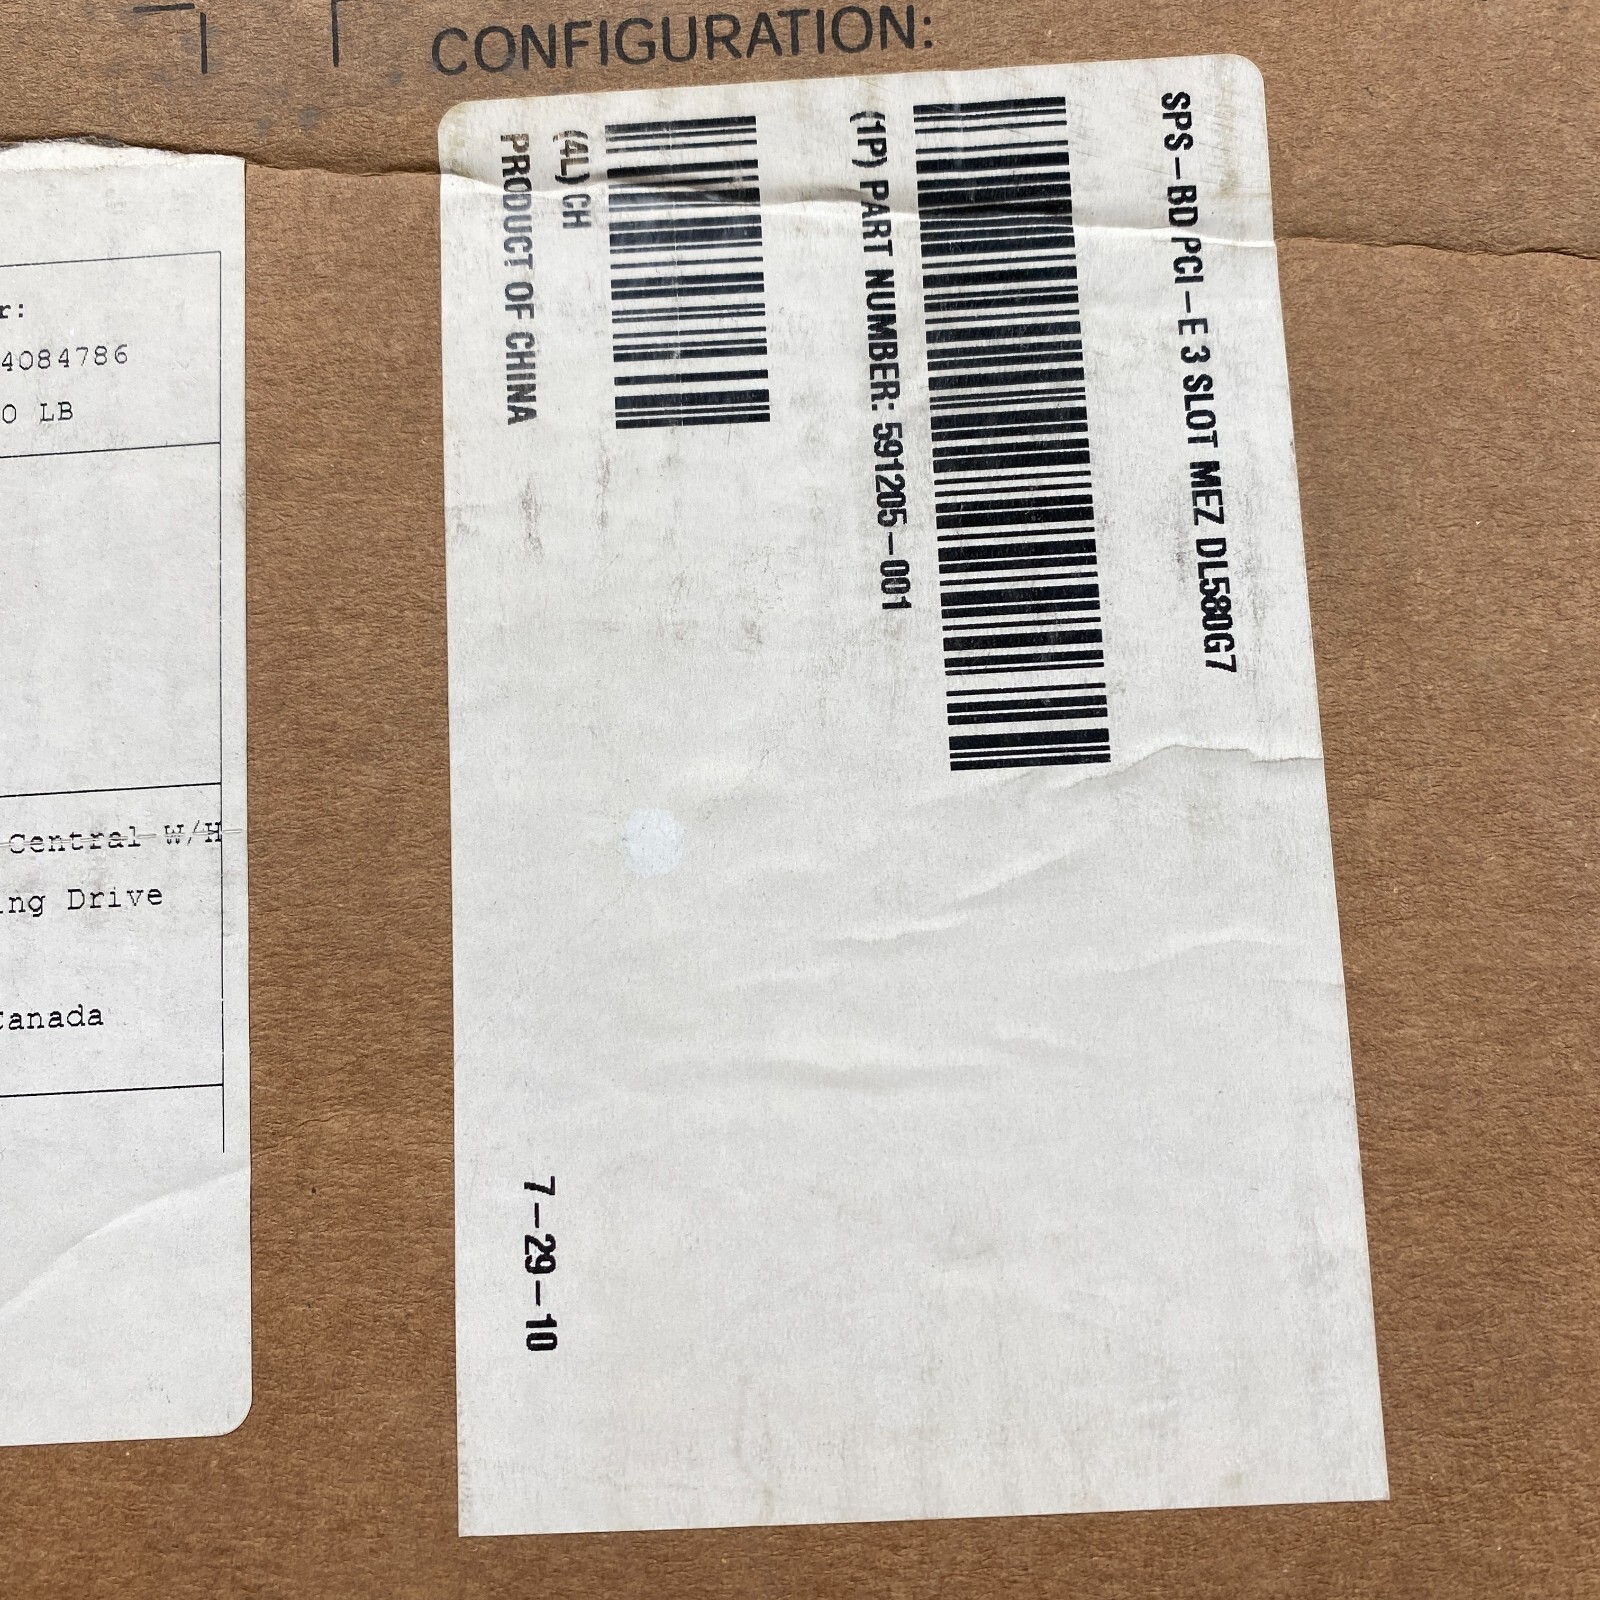 CONFIGURATION:
SPS-BD PCI-E 3 SLOT MEZ DL580G7
(1P) PART NUMBER: 591205-001
(4L) CH
PRODUCT OF CHINA
7-29-10
r:
4084786
0 LB
Central W/H
ing Drive
Canada